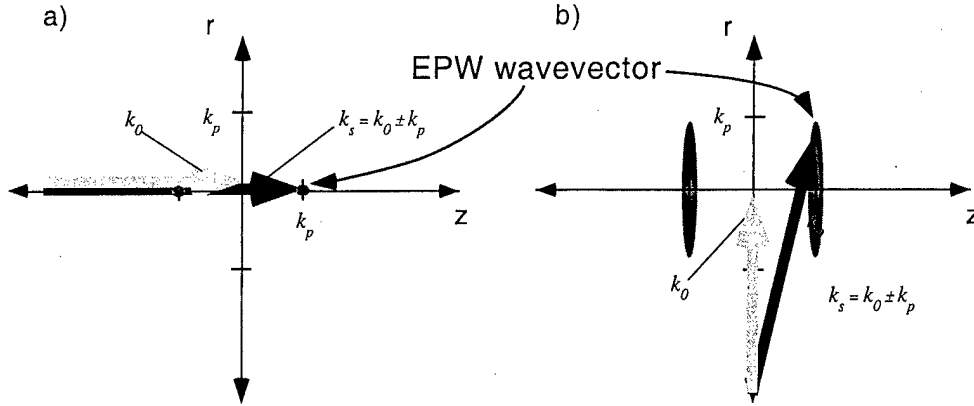 a)
r
k_p
k_0
k_s = k_0 ± k_p
k_p
z
EPW wavevector
b)
r
k_p
k_0
k_s = k_0 ± k_p
z